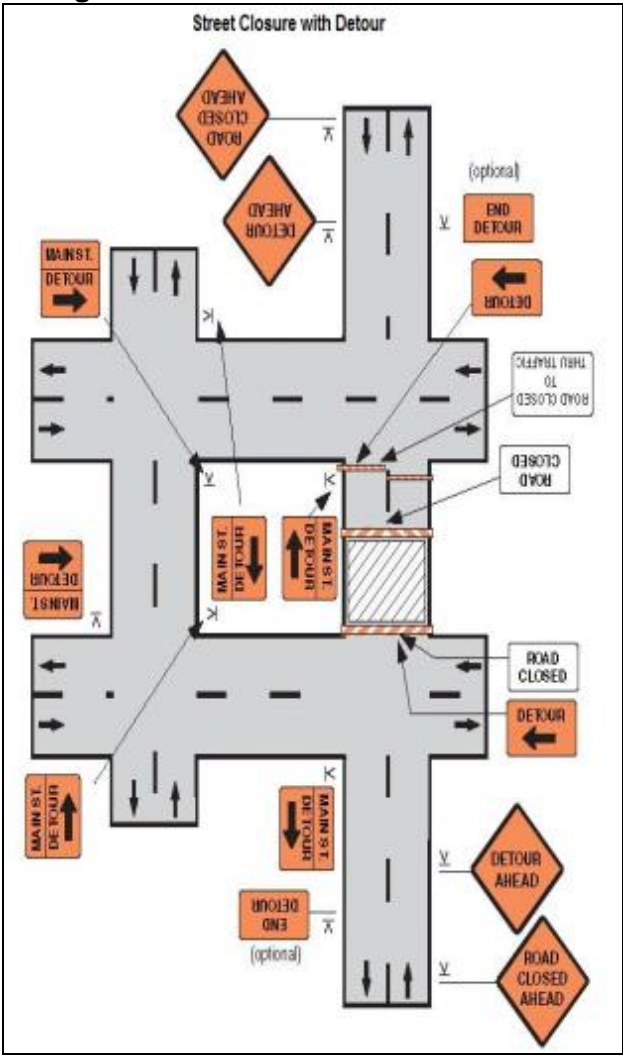 Street Closure with Detour
ROAD
CLOSED
AHEAD
DETOUR
AHEAD
(optional)
END
DETOUR
MAIN ST.
DETOUR
DETOUR
ROAD CLOSED
TO
THRU TRAFFIC
ROAD
CLOSED
MAIN ST.
DETOUR
MAIN ST.
DETOUR
MAIN ST.
DETOUR
ROAD
CLOSED
DETOUR
MAIN ST.
DETOUR
MAIN ST.
DETOUR
DETOUR
AHEAD
END
DETOUR
(optional)
ROAD
CLOSED
AHEAD